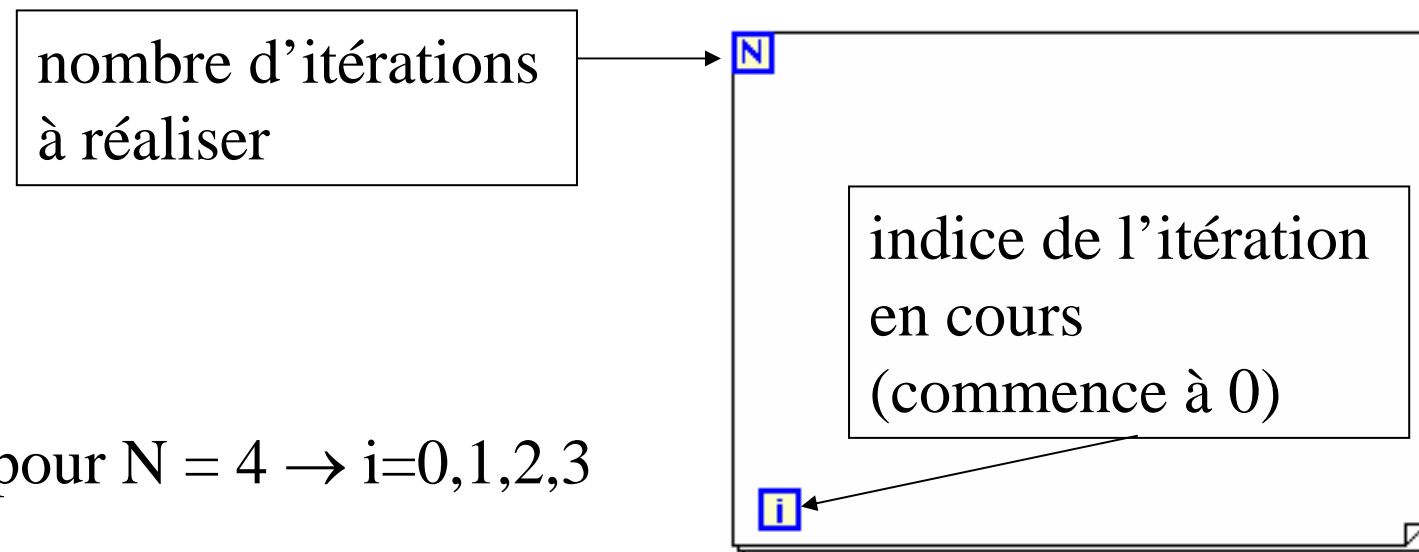 nombre d’itérations
à réaliser
N
indice de l’itération
en cours
(commence à 0)
pour N = 4 → i=0,1,2,3
i